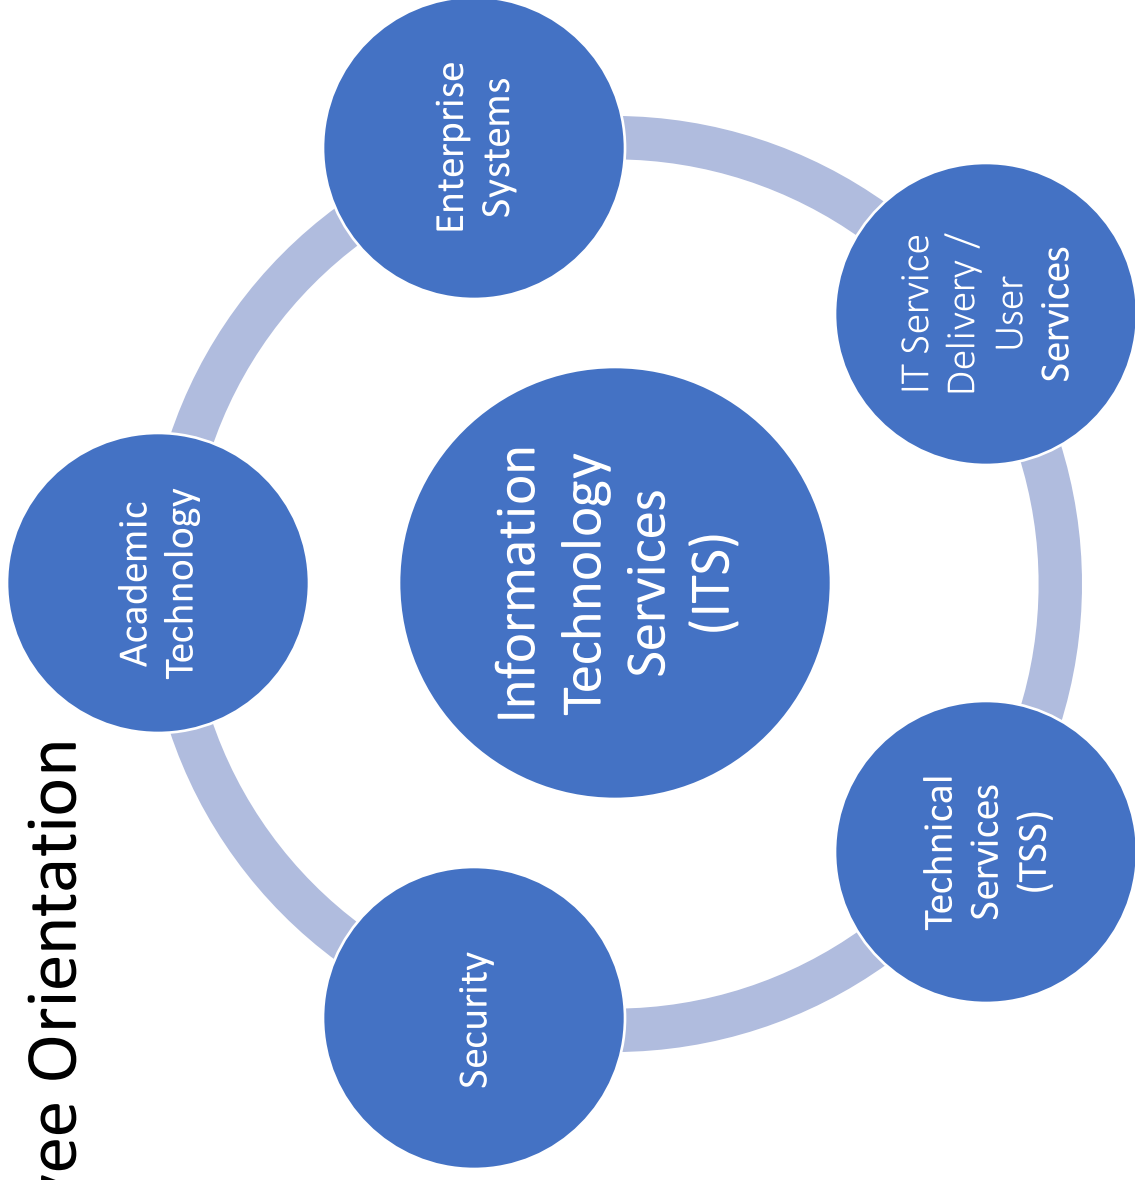 Orientation
Academic
Technology
Enterprise
Systems
IT Service
Delivery /
User
Services
Technical
Services
(TSS)
Security
Information
Technology
Services
(ITS)